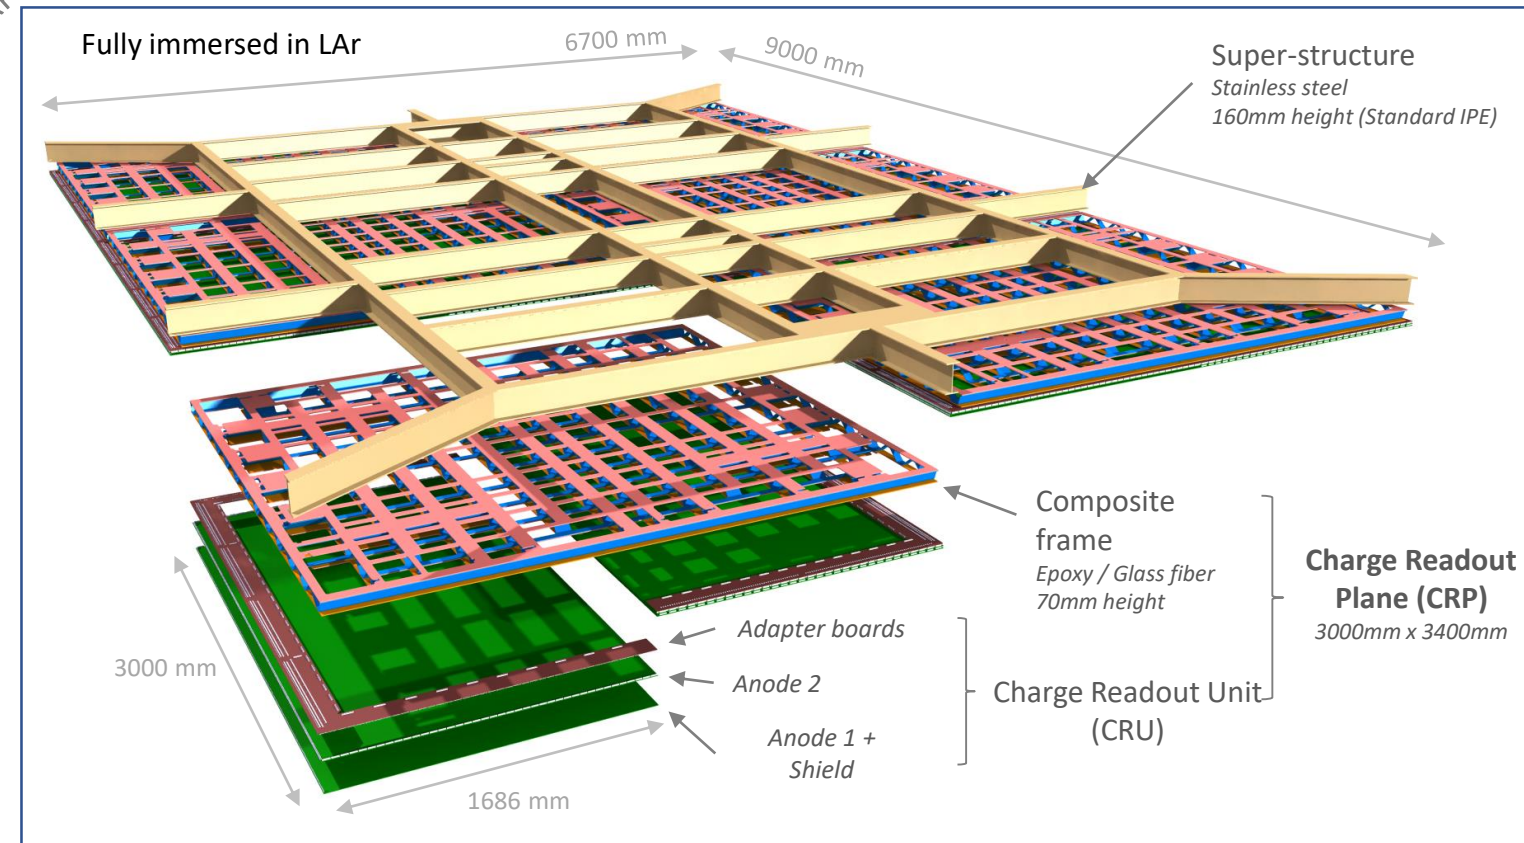 Fully immersed in LAr
6700 mm
9000 mm
Super-structure
Stainless steel
160mm height (Standard IPE)
Composite
frame
Epoxy / Glass fiber
70mm height
Charge Readout
Plane (CRP)
3000mm x 3400mm
Adapter boards
Anode 2
Anode 1 +
Shield
Charge Readout Unit
(CRU)
3000 mm
1686 mm